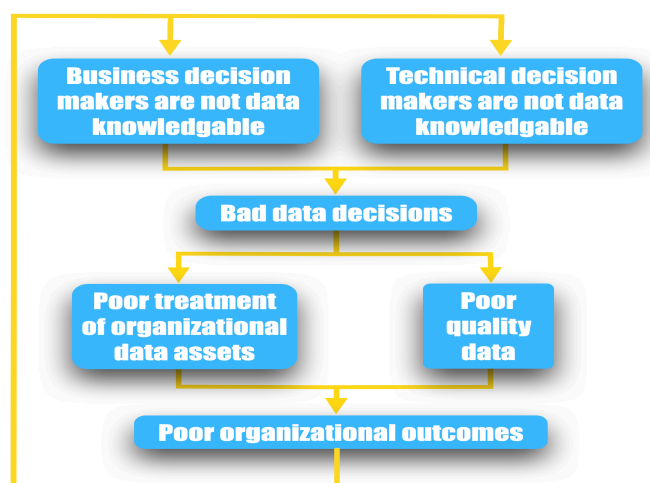 Business decision
makers are not data
knowledgable
Technical decision
makers are not data
knowledgable
Bad data decisions
Poor treatment
of organizational
data assets
Poor
quality
data
Poor organizational outcomes